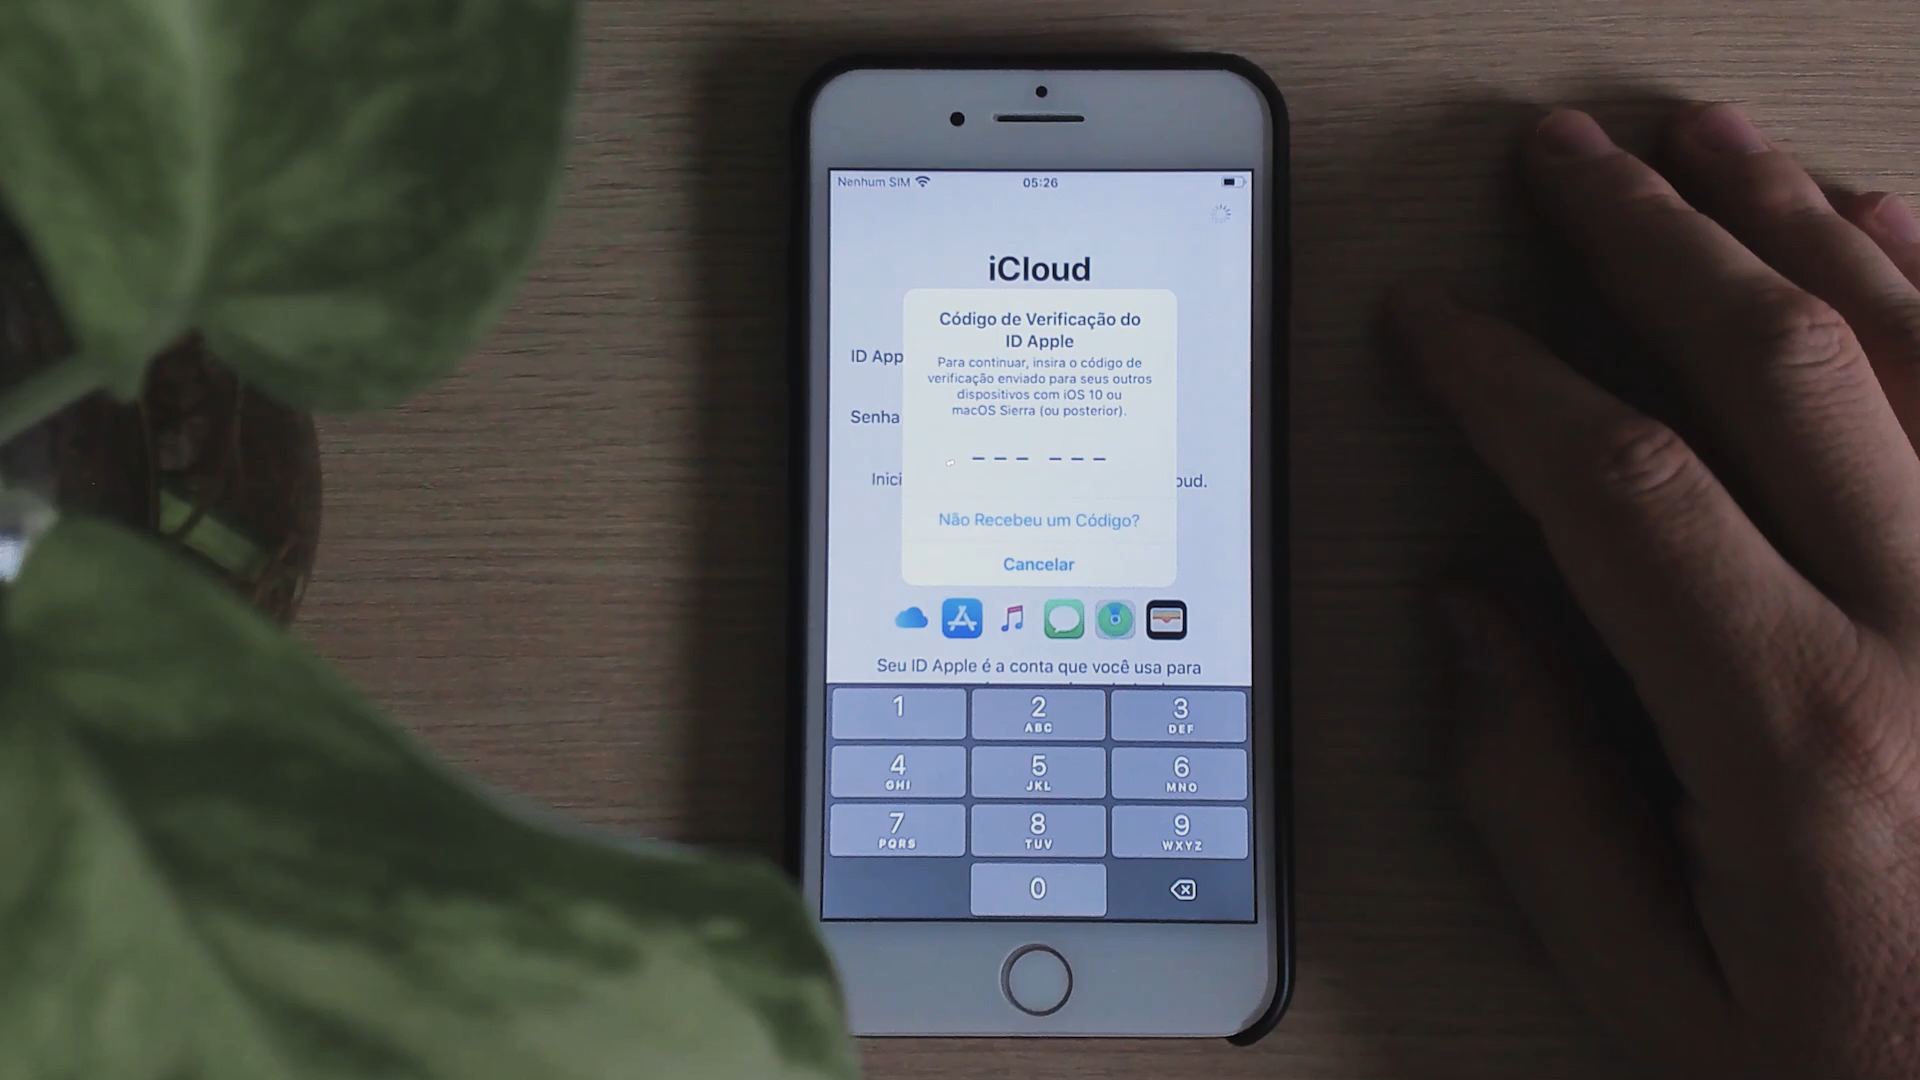 Nenhum SIM 05:26
iCloud
Código de Verificação do
ID Apple
ID App
Para continuar, insira o código de
verificação enviado para seus outros
dispositivos com iOS 10 ou
macOS Sierra (ou posterior).
Senha
Inici
oud.
Não Recebeu um Código?
Cancelar
Seu ID Apple é a conta que você usa para
1
2
ABC
3
DEF
4
GHI
5
JKL
6
MNO
7
PQRS
8
TUV
9
WXYZ
0